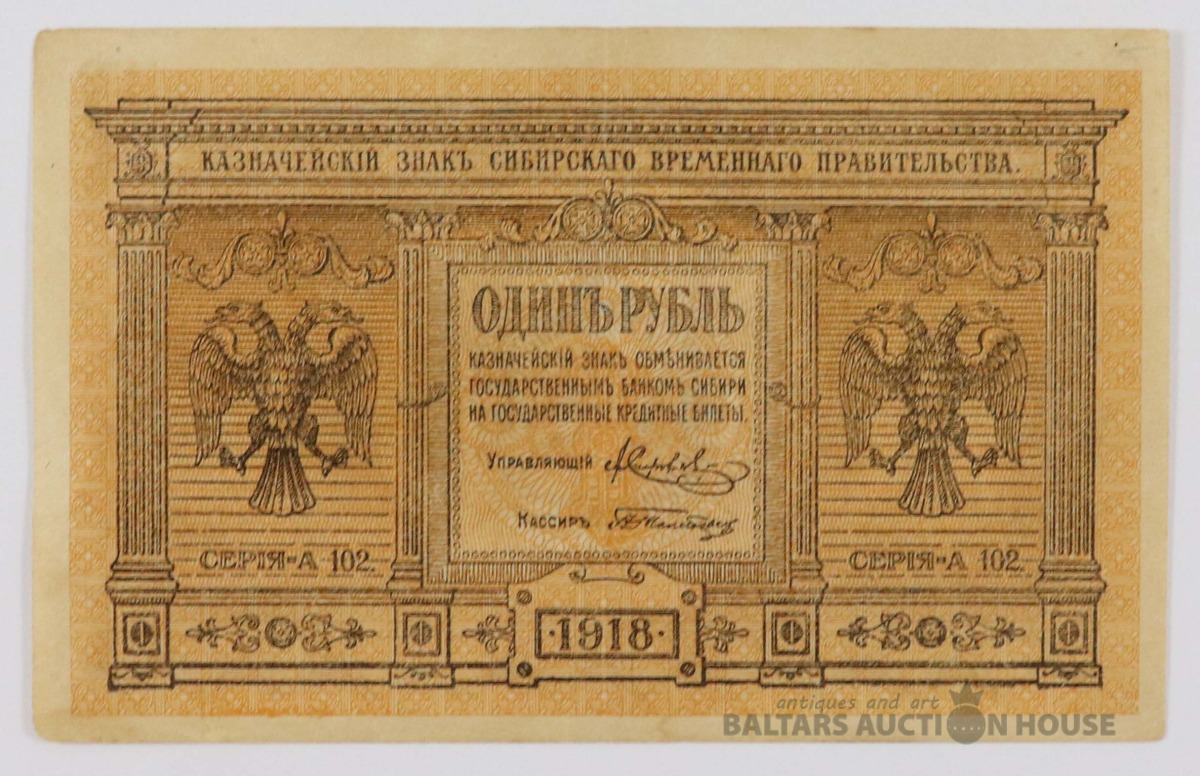 КАЗНАЧЕЙСКІЙ ЗНАКЪ СИБИРСКАГО ВРЕМЕННАГО ПРАВИТЕЛЬСТВА.
ОДИНЪ РУБЛЬ
КАЗНАЧЕЙСКІЙ ЗНАКЪ ОБМѢНИВАЕТСЯ
ГОСУДАРСТВЕННЫМЪ БАНКОМЪ СИБИРИ
НА ГОСУДАРСТВЕННЫЕ КРЕДИТНЫЕ БИЛЕТЫ.
УПРАВЛЯЮЩІЙ
КАССИРЪ
СЕРІЯ-А 102.
СЕРІЯ-А 102.
·1918·
antiques and art
BALTARS AUCTION HOUSE